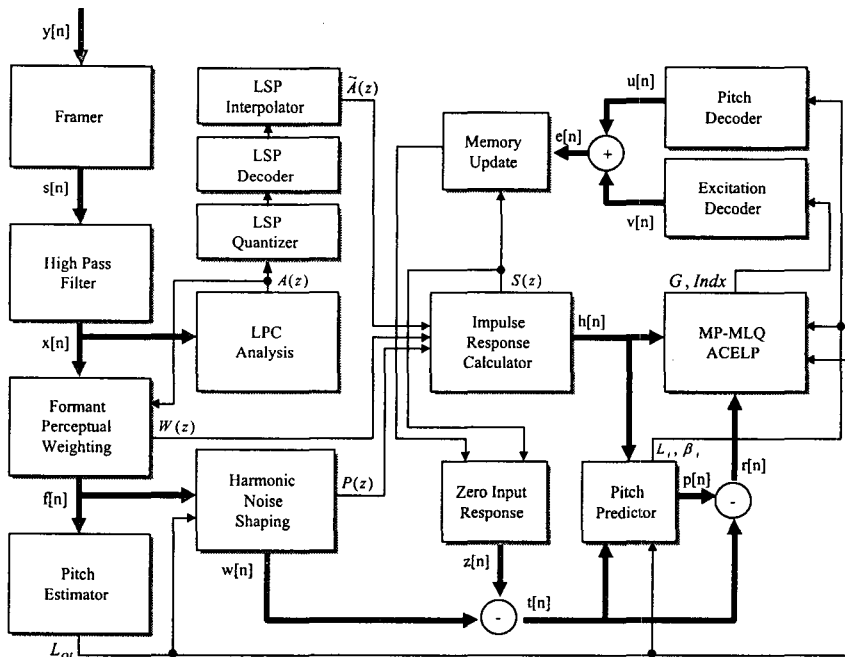 y[n]
Framer
s[n]
High Pass
Filter
x[n]
Formant
Perceptual
Weighting
f[n]
Pitch
Estimator
L_{OL}
LSP
Interpolator
Ã(z)
LSP
Decoder
LSP
Quantizer
A(z)
LPC
Analysis
W(z)
Harmonic
Noise
Shaping
P(z)
w[n]
Memory
Update
e[n]
+
u[n]
v[n]
Pitch
Decoder
Excitation
Decoder
S(z)
Impulse
Response
Calculator
h[n]
G, Indx
MP-MLQ
ACELP
Zero Input
Response
z[n]
-
t[n]
Pitch
Predictor
L_i, β_i
p[n]
r[n]
-